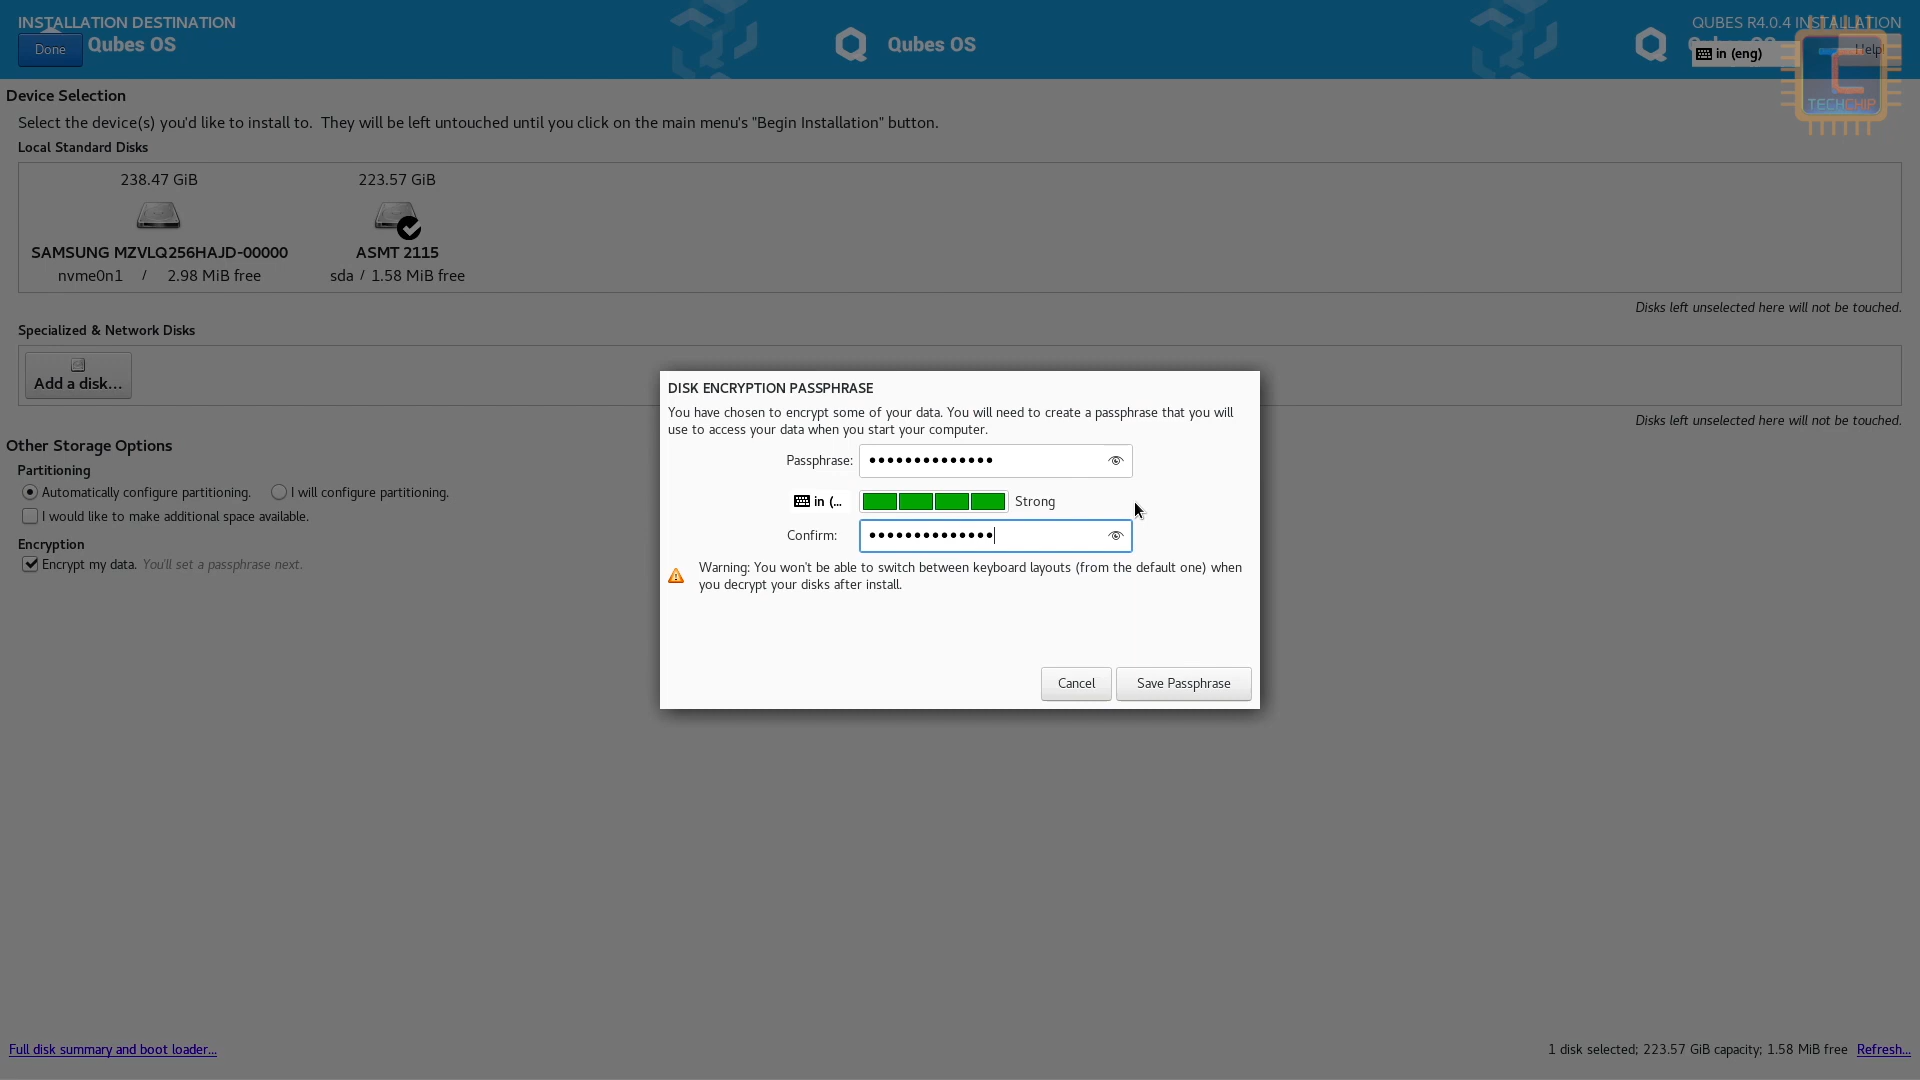 INSTALLATION DESTINATION
QUBES R4.0.4 INSTALLATION
Done
Qubes OS
Qubes OS
in (eng)
Help!
TECHCHIP
Device Selection
Select the device(s) you'd like to install to. They will be left untouched until you click on the main menu's "Begin Installation" button.
Local Standard Disks
238.47 GiB
SAMSUNG MZVLQ256HAJD-00000
nvme0n1 / 2.98 MiB free
223.57 GiB
ASMT 2115
sda / 1.58 MiB free
Disks left unselected here will not be touched.
Specialized & Network Disks
Add a disk...
Disks left unselected here will not be touched.
Other Storage Options
Partitioning
Automatically configure partitioning. I will configure partitioning.
I would like to make additional space available.
Encryption
Encrypt my data. You'll set a passphrase next.
DISK ENCRYPTION PASSPHRASE
You have chosen to encrypt some of your data. You will need to create a passphrase that you will
use to access your data when you start your computer.
Passphrase: ••••••••••••••
in (... Strong
Confirm: ••••••••••••••
Warning: You won't be able to switch between keyboard layouts (from the default one) when
you decrypt your disks after install.
Cancel Save Passphrase
Full disk summary and boot loader...
1 disk selected; 223.57 GiB capacity; 1.58 MiB free Refresh...